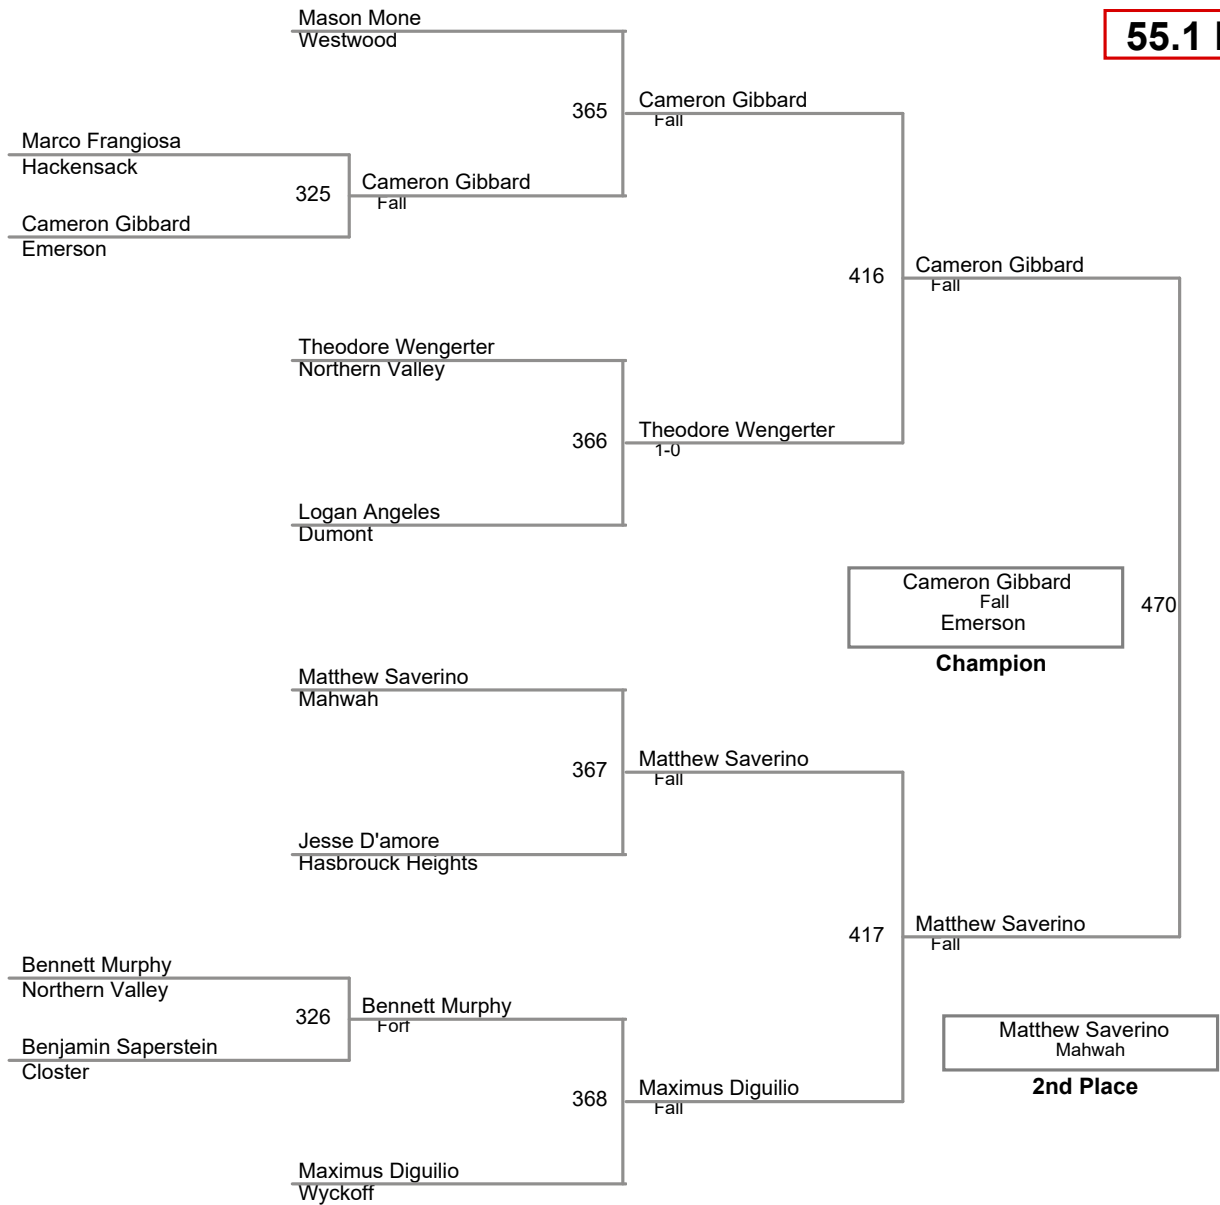 Mason Mone
Westwood
55.1
365
Cameron Gibbard
Fall
Marco Frangiosa
Hackensack
325
Cameron Gibbard
Fall
Cameron Gibbard
Emerson
416
Cameron Gibbard
Fall
Theodore Wengerter
Northern Valley
366
Theodore Wengerter
1-0
Logan Angeles
Dumont
Cameron Gibbard
Fall
Emerson
470
Champion
Matthew Saverino
Mahwah
367
Matthew Saverino
Fall
Jesse D'amore
Hasbrouck Heights
417
Matthew Saverino
Fall
Bennett Murphy
Northern Valley
326
Bennett Murphy
Forf
Benjamin Saperstein
Closter
Matthew Saverino
Mahwah
2nd Place
368
Maximus Diguilio
Fall
Maximus Diguilio
Wyckoff